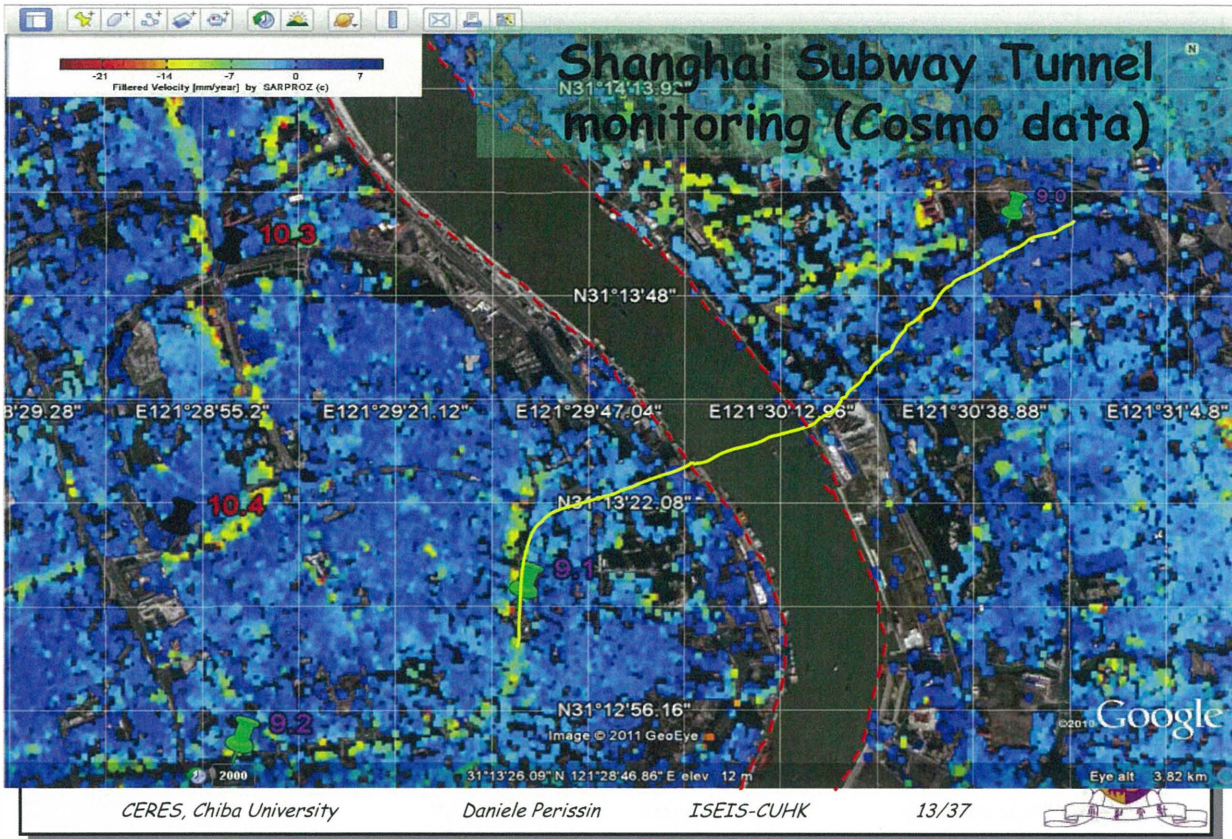 Shanghai Subway Tunnel
monitoring (Cosmo data)
-21 -14 -7 0 7
Filtered Velocity [mm/year] by SARPROZ (c)
N
N31°14'13.92"
9.0
10.3
N31°13'48"
8'29.28" E121°28'55.2" E121°29'21.12" E121°29'47.04" E121°30'12.96" E121°30'38.88" E121°31'4.8"
10.4
N31°13'22.08"
9.1
9.2
N31°12'56.16"
Image © 2011 GeoEye
©2010 Google
2000
31°13'26.09" N 121°28'46.86" E elev 12 m
Eye alt 3.82 km
CERES, Chiba University Daniele Perissin ISEIS-CUHK 13/37